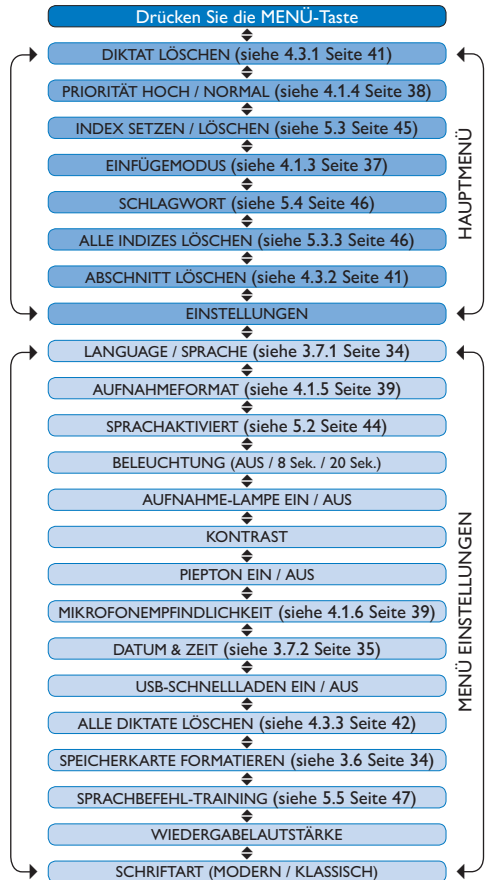 Drücken Sie die MENÜ-Taste
DIKTAT LÖSCHEN (siehe 4.3.1 Seite 41)
PRIORITÄT HOCH / NORMAL (siehe 4.1.4 Seite 38)
INDEX SETZEN / LÖSCHEN (siehe 5.3 Seite 45)
EINFÜGEMODUS (siehe 4.1.3 Seite 37)
SCHLAGWORT (siehe 5.4 Seite 46)
ALLE INDIZES LÖSCHEN (siehe 5.3.3 Seite 46)
ABSCHNITT LÖSCHEN (siehe 4.3.2 Seite 41)
EINSTELLUNGEN
HAUPTMENÜ
LANGUAGE / SPRACHE (siehe 3.7.1 Seite 34)
AUFNAHMEFORMAT (siehe 4.1.5 Seite 39)
SPRACHAKTIVIERT (siehe 5.2 Seite 44)
BELEUCHTUNG (AUS / 8 Sek. / 20 Sek.)
AUFNAHME-LAMPE EIN / AUS
KONTRAST
PIEPTON EIN / AUS
MIKROFONEMPFINDLICHKEIT (siehe 4.1.6 Seite 39)
DATUM & ZEIT (siehe 3.7.2 Seite 35)
USB-SCHNELLLADEN EIN / AUS
ALLE DIKTATE LÖSCHEN (siehe 4.3.3 Seite 42)
SPEICHERKARTE FORMATIEREN (siehe 3.6 Seite 34)
SPRACHBEFEHL-TRAINING (siehe 5.5 Seite 47)
WIEDERGABELAUTSTÄRKE
SCHRIFTART (MODERN / KLASSISCH)
MENÜ EINSTELLUNGEN